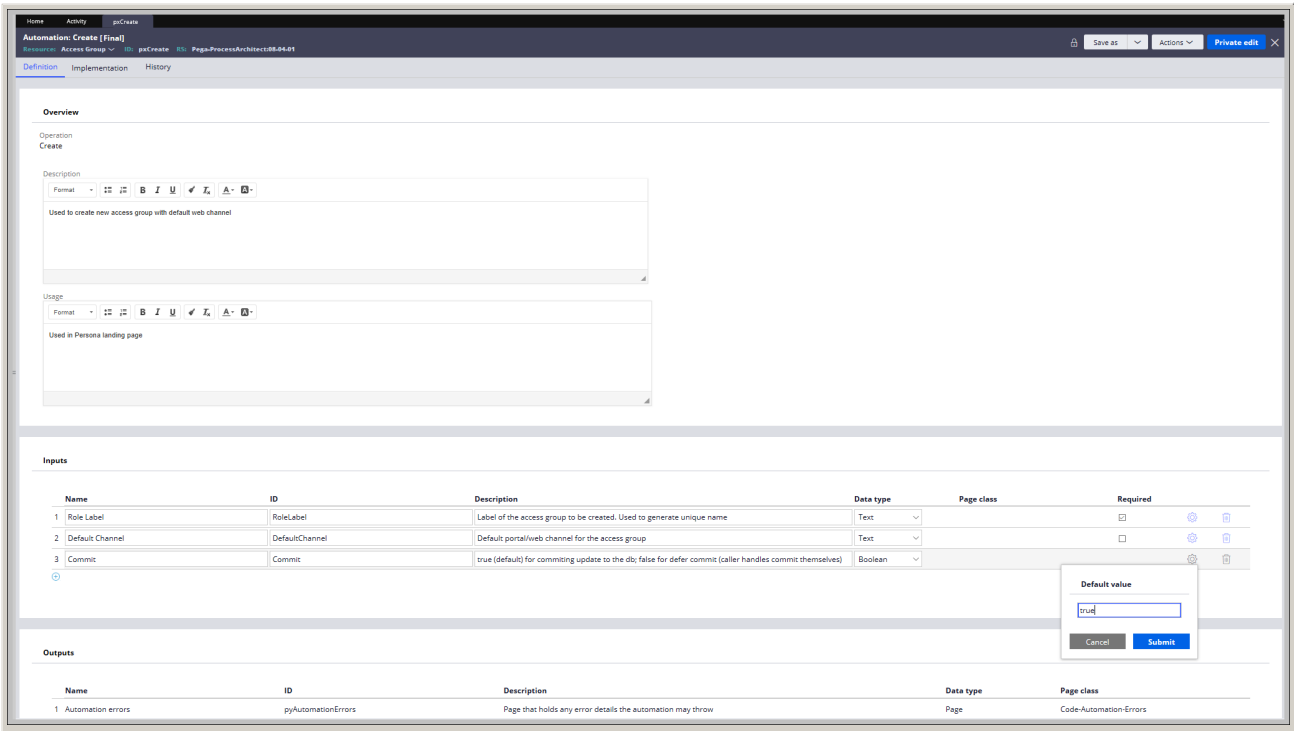 Home Activity pxCreate
Automation: Create [Final]
Resource: Access Group ID: pxCreate RS: Pega-ProcessArchitect:08-04-01
Save as Actions Private edit
Definition Implementation History
Overview
Operation
Create
Description
Format B I U Tx A A
Used to create new access group with default web channel
Usage
Format B I U Tx A A
Used in Persona landing page
Inputs
Name ID Description Data type Page class Required
1 Role Label RoleLabel Label of the access group to be created. Used to generate unique name Text
2 Default Channel DefaultChannel Default portal/web channel for the access group Text
3 Commit Commit true (default) for commiting update to the db; false for defer commit (caller handles commit themselves) Boolean
Default value
true
Cancel Submit
Outputs
Name ID Description Data type Page class
1 Automation errors pyAutomationErrors Page that holds any error details the automation may throw Page Code-Automation-Errors